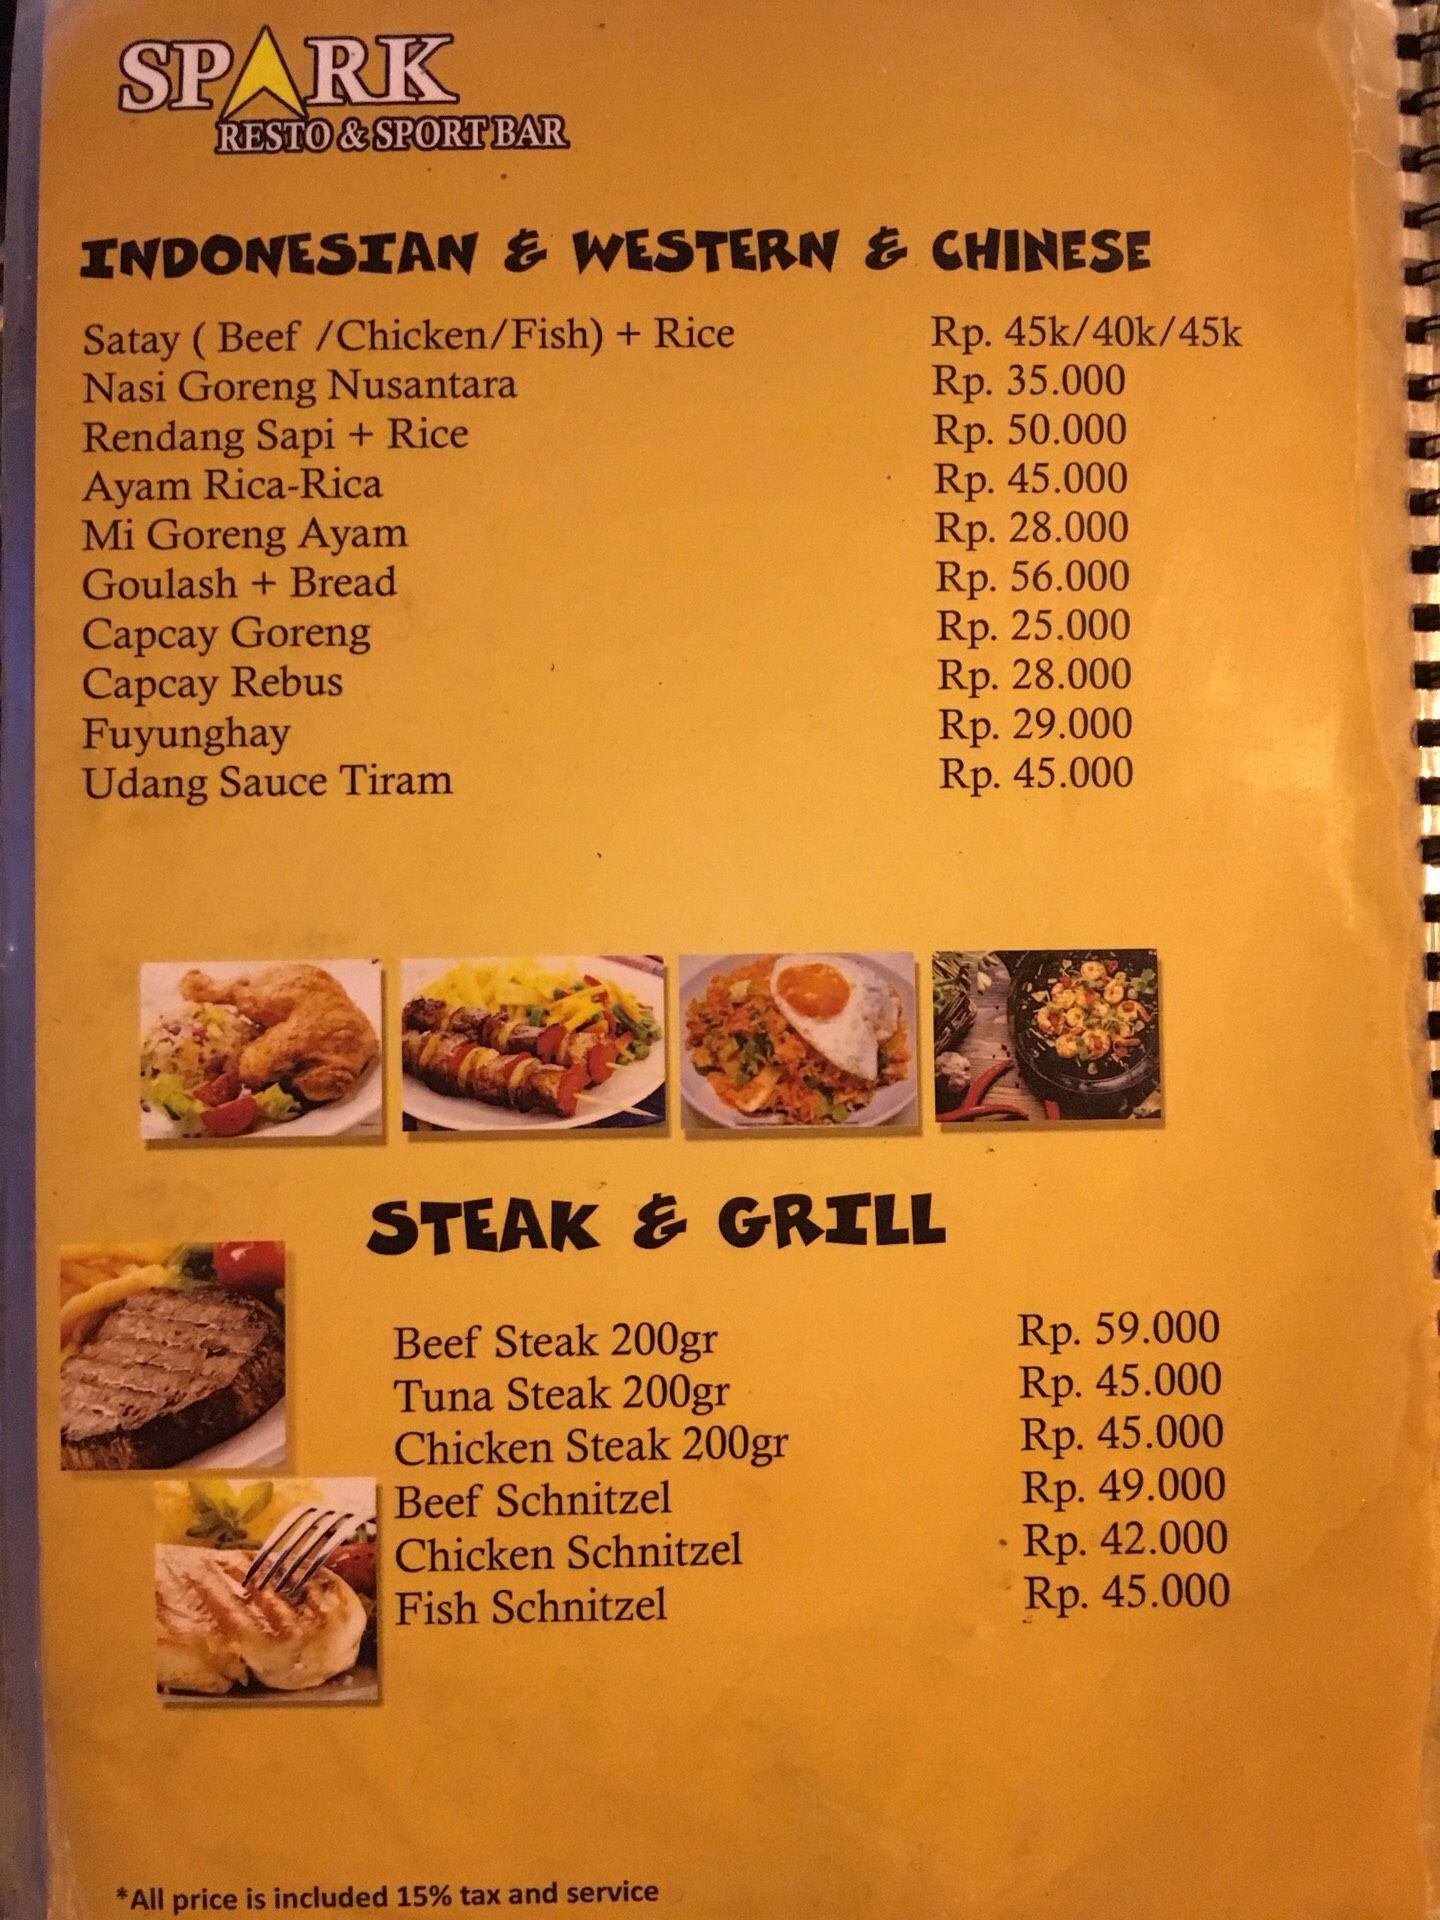 SPARK
RESTO & SPORT BAR
INDONESIAN & WESTERN & CHINESE
Satay ( Beef /Chicken/Fish) + Rice Rp. 45k/40k/45k
Nasi Goreng Nusantara Rp. 35.000
Rendang Sapi + Rice Rp. 50.000
Ayam Rica-Rica Rp. 45.000
Mi Goreng Ayam Rp. 28.000
Goulash + Bread Rp. 56.000
Capcay Goreng Rp. 25.000
Capcay Rebus Rp. 28.000
Fuyunghay Rp. 29.000
Udang Sauce Tiram Rp. 45.000
STEAK & GRILL
Beef Steak 200gr Rp. 59.000
Tuna Steak 200gr Rp. 45.000
Chicken Steak 200gr Rp. 45.000
Beef Schnitzel Rp. 49.000
Chicken Schnitzel Rp. 42.000
Fish Schnitzel Rp. 45.000
*All price is included 15% tax and service